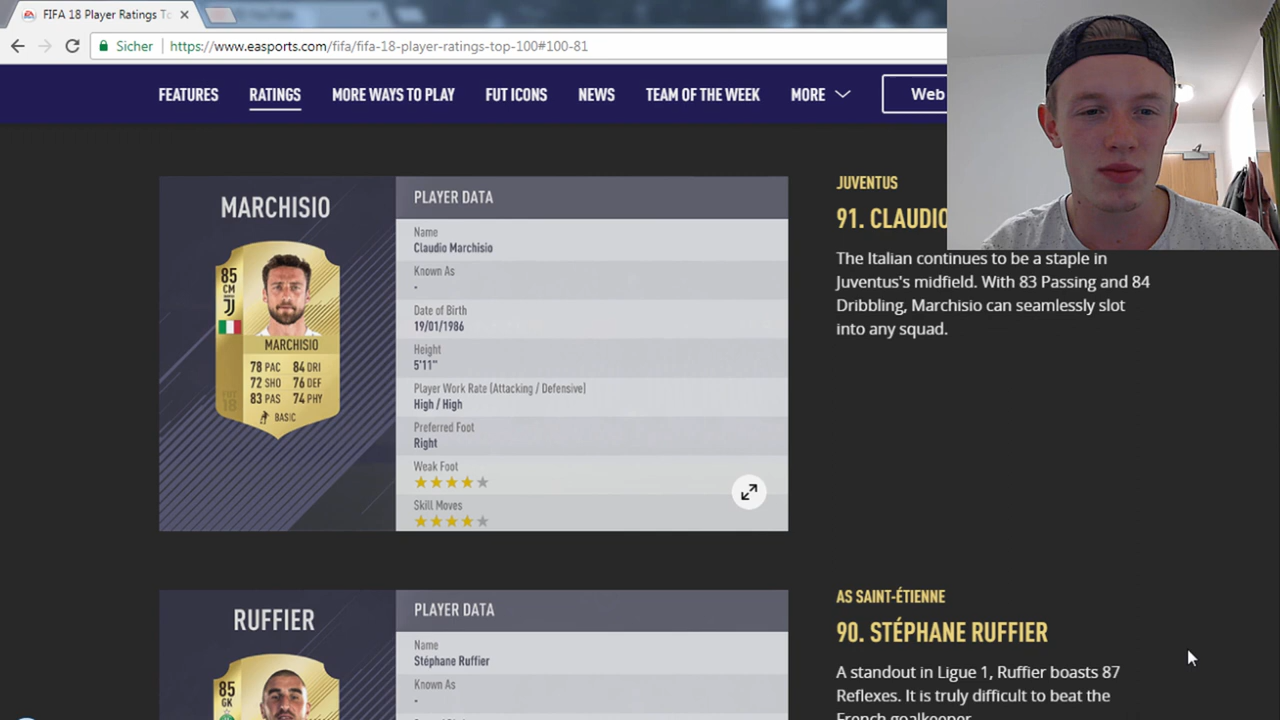 FIFA 18 Player Ratings To
Sicher
https://www.easports.com/fifa/fifa-18-player-ratings-top-100#100-81
FEATURES
RATINGS
MORE WAYS TO PLAY
FUT ICONS
NEWS
TEAM OF THE WEEK
MORE
Web
MARCHISIO
85
CM
MARCHISIO
78 PAC 84 DRI
72 SHO 76 DEF
83 PAS 74 PHY
BASIC
PLAYER DATA
Name
Claudio Marchisio
Known As
-
Date of Birth
19/01/1986
Height
5'11"
Player Work Rate (Attacking / Defensive)
High / High
Preferred Foot
Right
Weak Foot
Skill Moves
JUVENTUS
91. CLAUDIO
The Italian continues to be a staple in
Juventus's midfield. With 83 Passing and 84
Dribbling, Marchisio can seamlessly slot
into any squad.
RUFFIER
85
GK
PLAYER DATA
Name
Stéphane Ruffier
Known As
-
AS SAINT-ÉTIENNE
90. STÉPHANE RUFFIER
A standout in Ligue 1, Ruffier boasts 87
Reflexes. It is truly difficult to beat the
French goalkeeper.